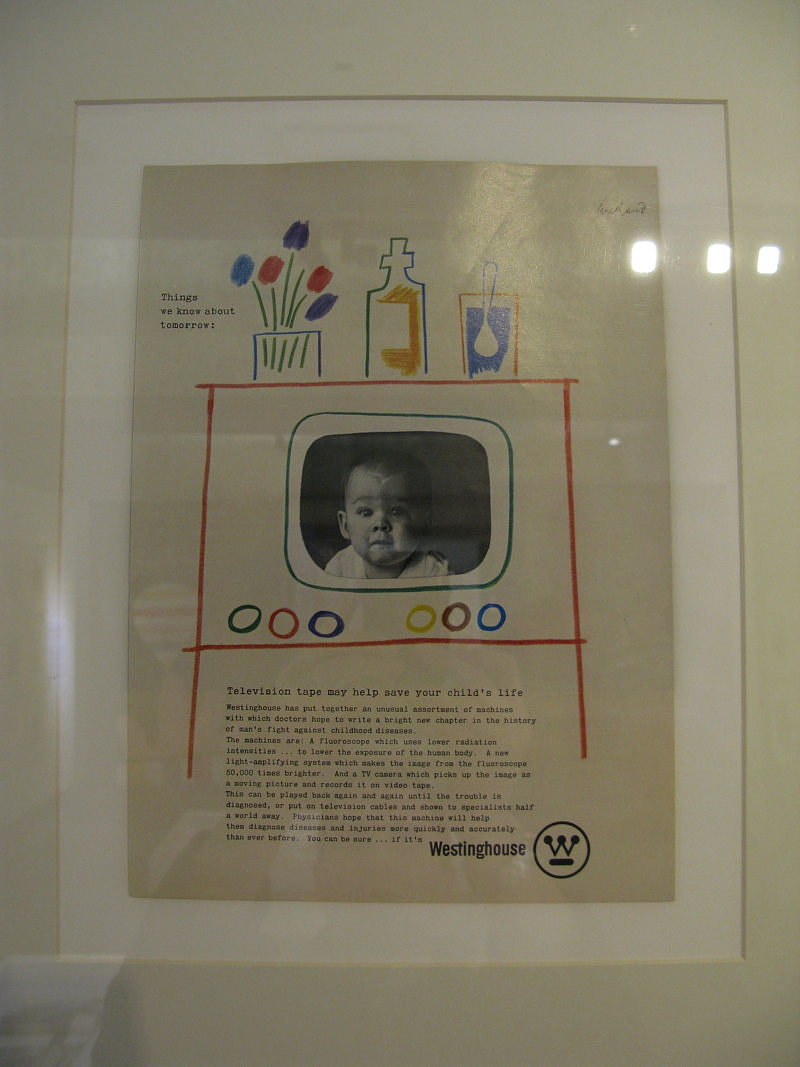 Things
we know about
tomorrow:
Television tape may help save your child's life
Westinghouse has put together an unusual assortment of machines
with which doctors hope to write a bright new chapter in the history
of man's fight against childhood diseases.
The machines are: A fluoroscope which uses lower radiation
intensities ... to lower the exposure of the human body. A new
light-amplifying system which makes the image from the fluoroscope
50,000 times brighter. And a TV camera which picks up the image as
a moving picture and records it on video tape.
This can be played back again and again until the trouble is
diagnosed, or put on television cables and shown to specialists half
a world away. Physicians hope that this machine will help
them diagnose diseases and injuries more quickly and accurately
than ever before. You can be sure ... if it's
Westinghouse
W